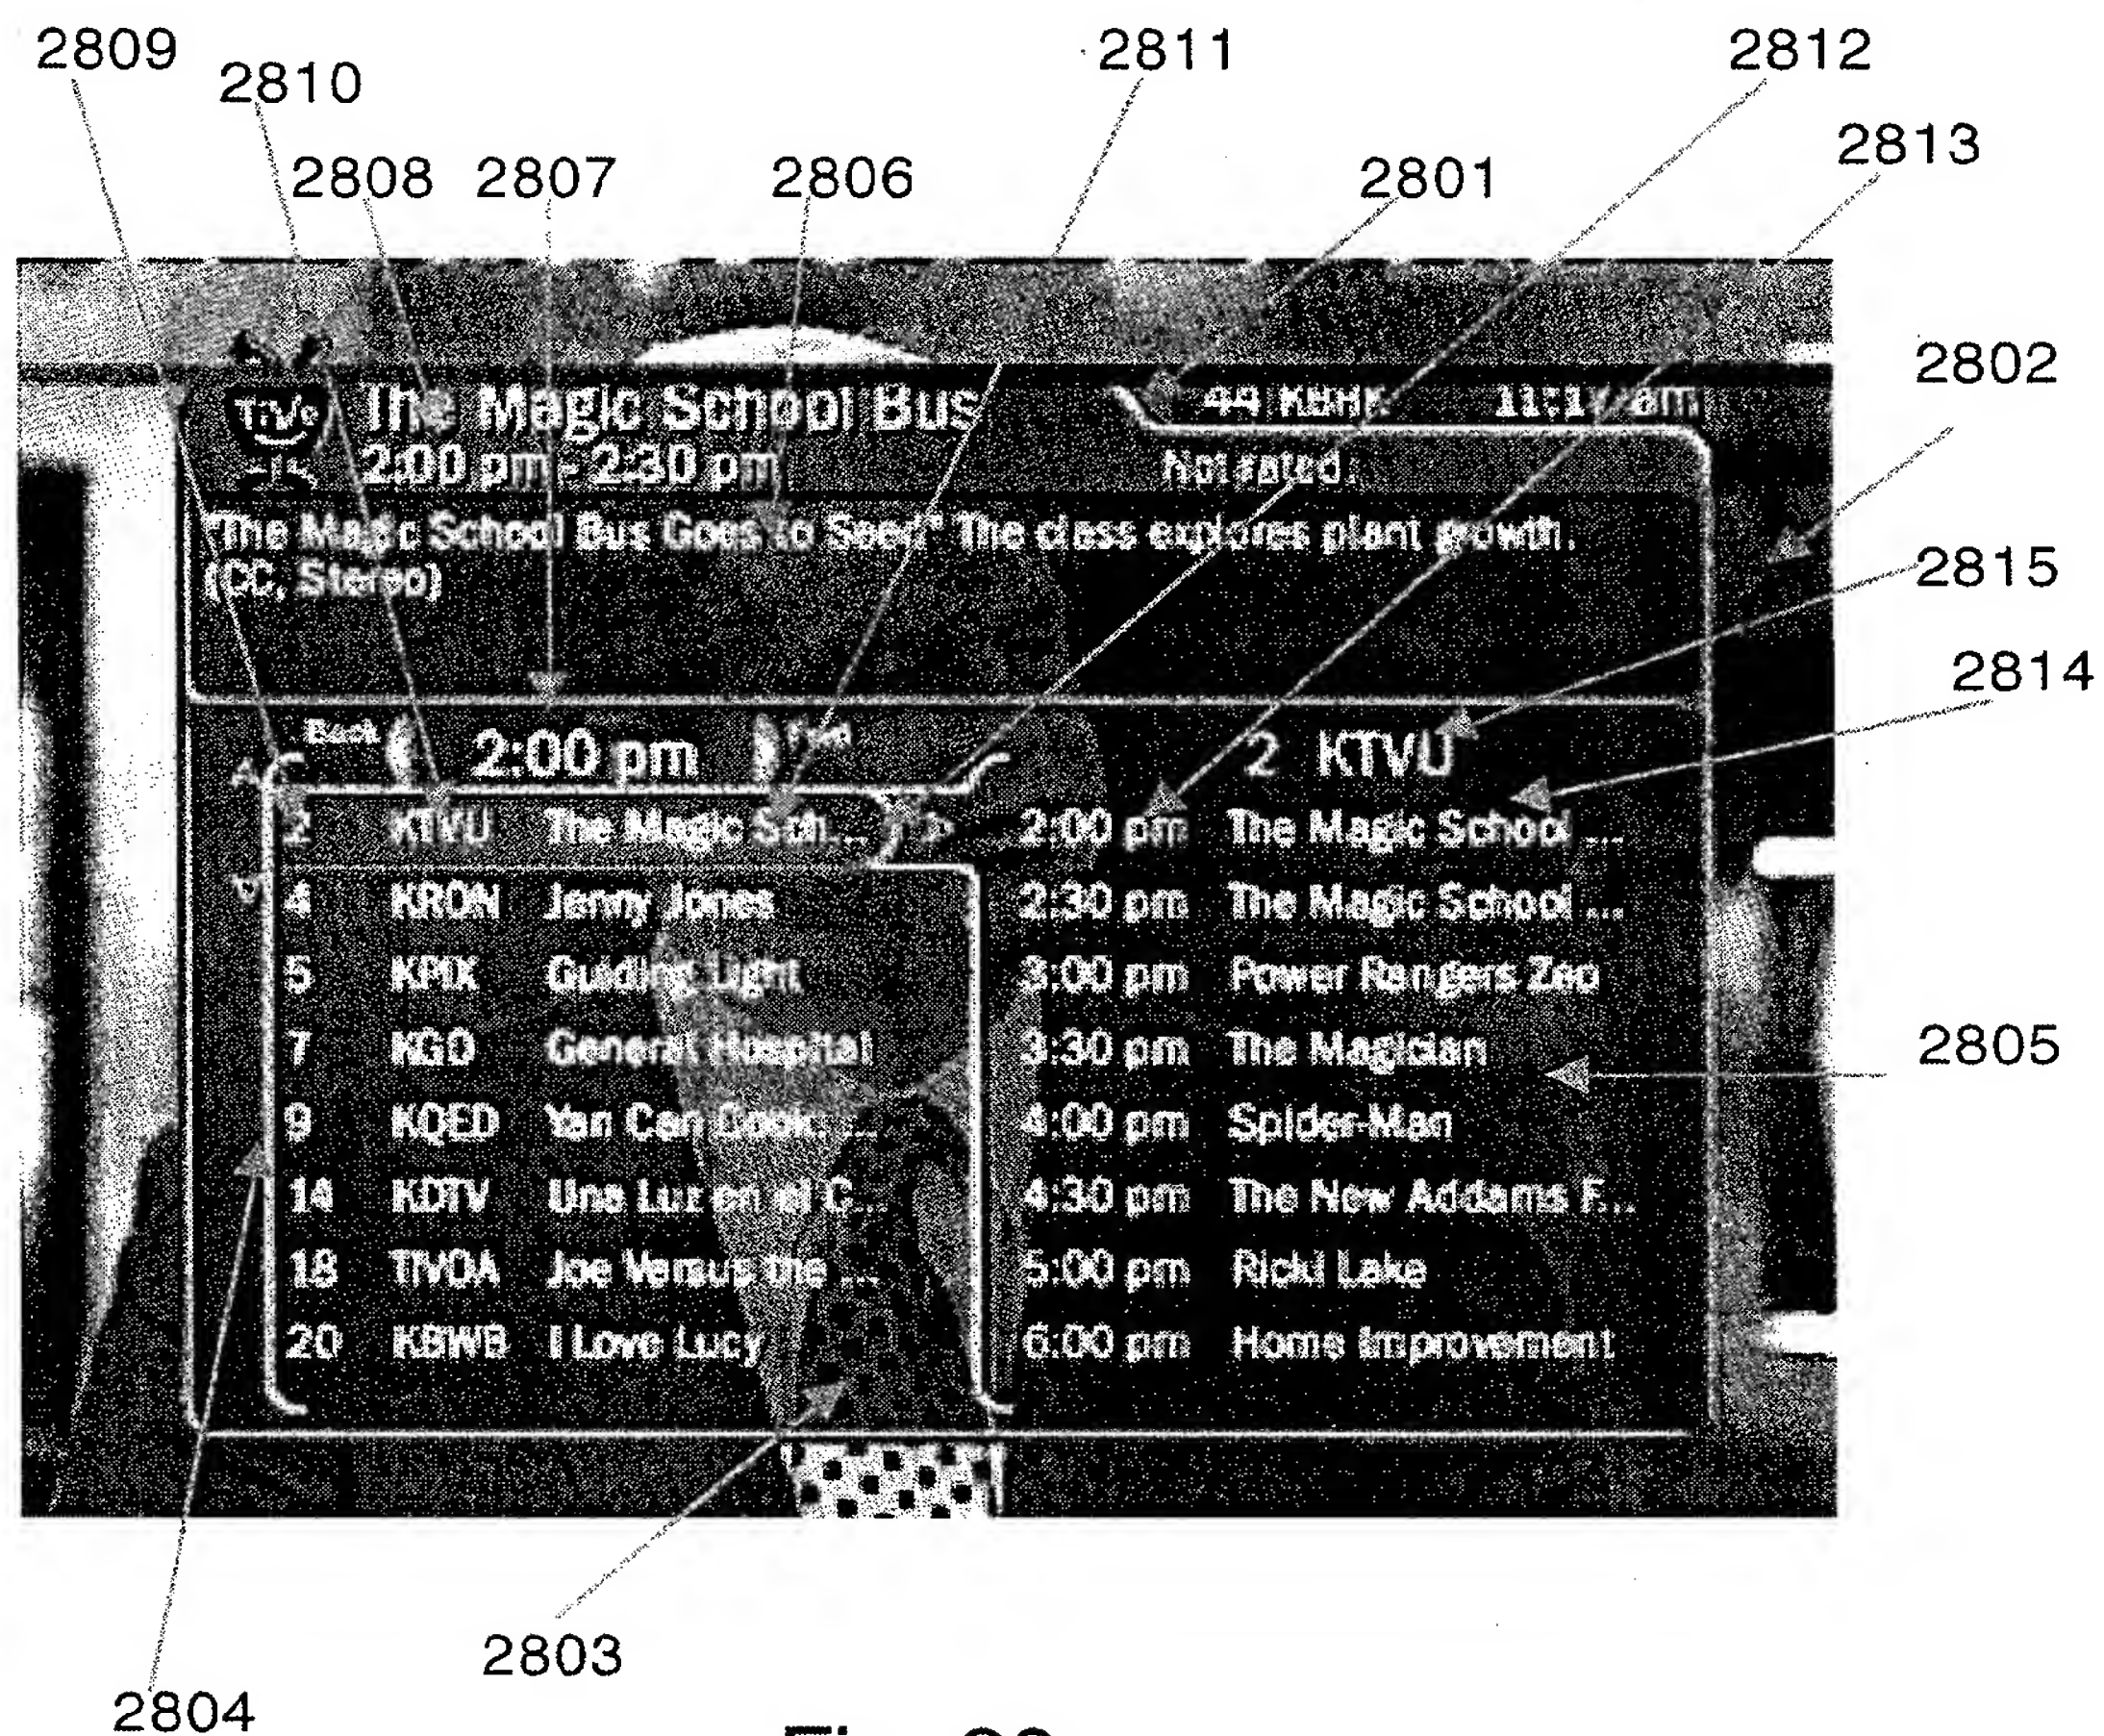 2809
2810
2811
2812
2813
2808 2807 2806 2801
2802
TiVo The Magic School Bus 44 KBHK
2:00 pm - 2:30 pm Not rated.
"The Magic School Bus Goes to Seed" The class explores plant growth.
(CC, Stereo)
2815
2814
Back 2:00 pm 2 KTVU
2 KTVU The Magic Sch... 2:00 pm The Magic School ...
4 KRON Jenny Jones 2:30 pm The Magic School ...
5 KPIX Guiding Light 3:00 pm Power Rangers Zeo
7 KGO General Hospital 3:30 pm The Magician
2805
9 KQED Yan Can Cook, ... 4:00 pm Spider-Man
14 KDTV Una Luz en el C... 4:30 pm The New Addams F...
18 TIVOA Joe Versus the ... 5:00 pm Ricki Lake
20 KBWB I Love Lucy 6:00 pm Home Improvement
2803
2804